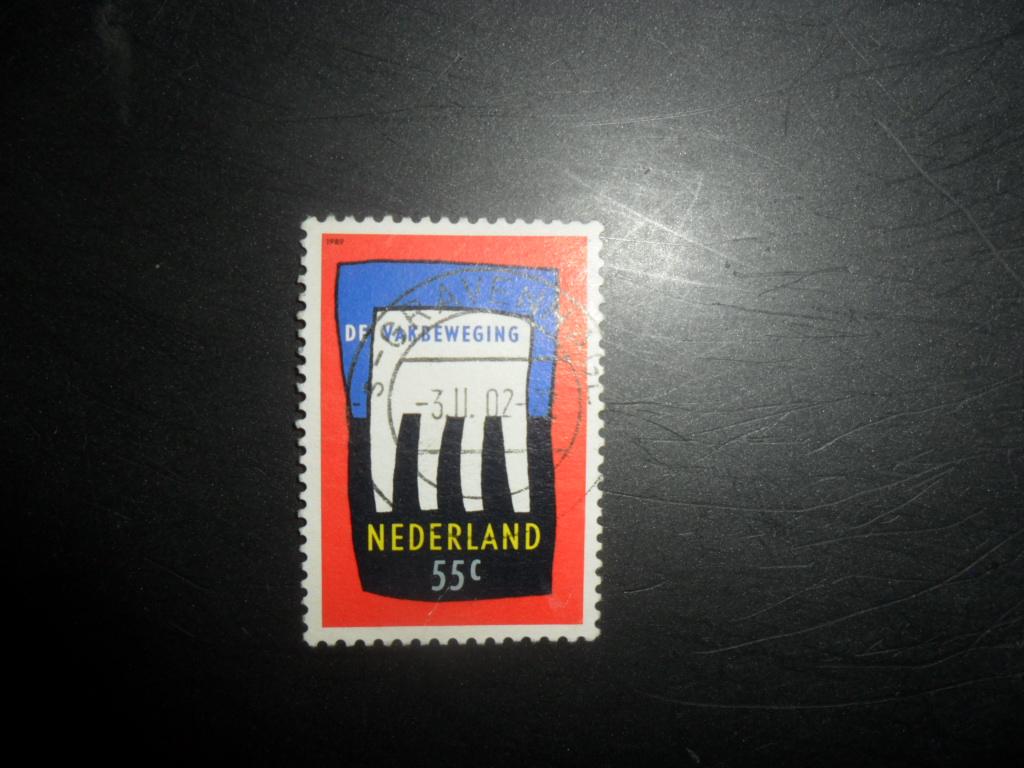 1989
DE VAKBEWEGING
-3.II.02-
NEDERLAND
55c